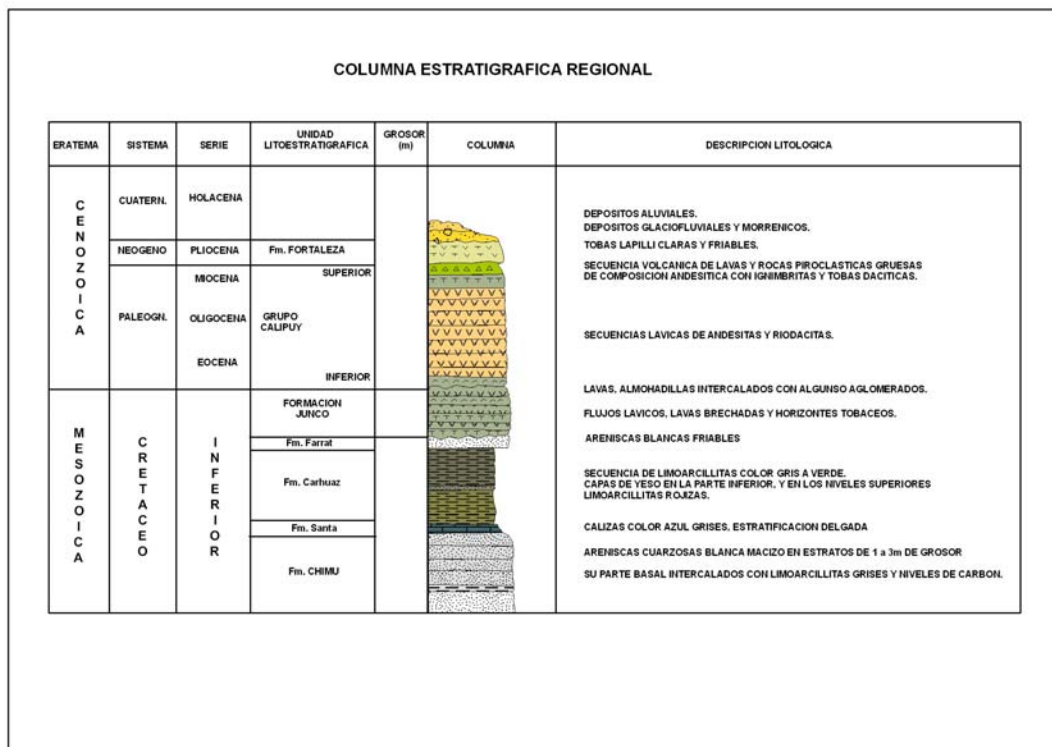 COLUMNA ESTRATIGRAFICA REGIONAL
ERATEMA
SISTEMA
SERIE
UNIDAD
LITOESTRATIGRAFICA
GROSOR
(m)
COLUMNA
DESCRIPCION LITOLOGICA
CENOZOICA
CUATERN.
HOLACENA
DEPOSITOS ALUVIALES.
DEPOSITOS GLACIOFLUVIALES Y MORRENICOS.
NEOGENO
PLIOCENA
Fm. FORTALEZA
TOBAS LAPILLI CLARAS Y FRIABLES.
PALEOGN.
MIOCENA
OLIGOCENA
EOCENA
SUPERIOR
GRUPO
CALIPUY
INFERIOR
SECUENCIA VOLCANICA DE LAVAS Y ROCAS PIROCLASTICAS GRUESAS
DE COMPOSICION ANDESITICA CON IGNIMBRITAS Y TOBAS DACITICAS.
SECUENCIAS LAVICAS DE ANDESITAS Y RIODACITAS.
MESOZOICA
CRETACEO
INFERIOR
FORMACION
JUNCO
LAVAS, ALMOHADILLAS INTERCALADOS CON ALGUNSO AGLOMERADOS.
FLUJOS LAVICOS, LAVAS BRECHADAS Y HORIZONTES TOBACEOS.
Fm. Farrat
ARENISCAS BLANCAS FRIABLES
Fm. Carhuaz
SECUENCIA DE LIMOARCILLITAS COLOR GRIS A VERDE.
CAPAS DE YESO EN LA PARTE INFERIOR, Y EN LOS NIVELES SUPERIORES
LIMOARCILLITAS ROJIZAS.
Fm. Santa
CALIZAS COLOR AZUL GRISES, ESTRATIFICACION DELGADA
Fm. CHIMU
ARENISCAS CUARZOSAS BLANCA MACIZO EN ESTRATOS DE 1 a 3m DE GROSOR
SU PARTE BASAL INTERCALADOS CON LIMOARCILLITAS GRISES Y NIVELES DE CARBON.